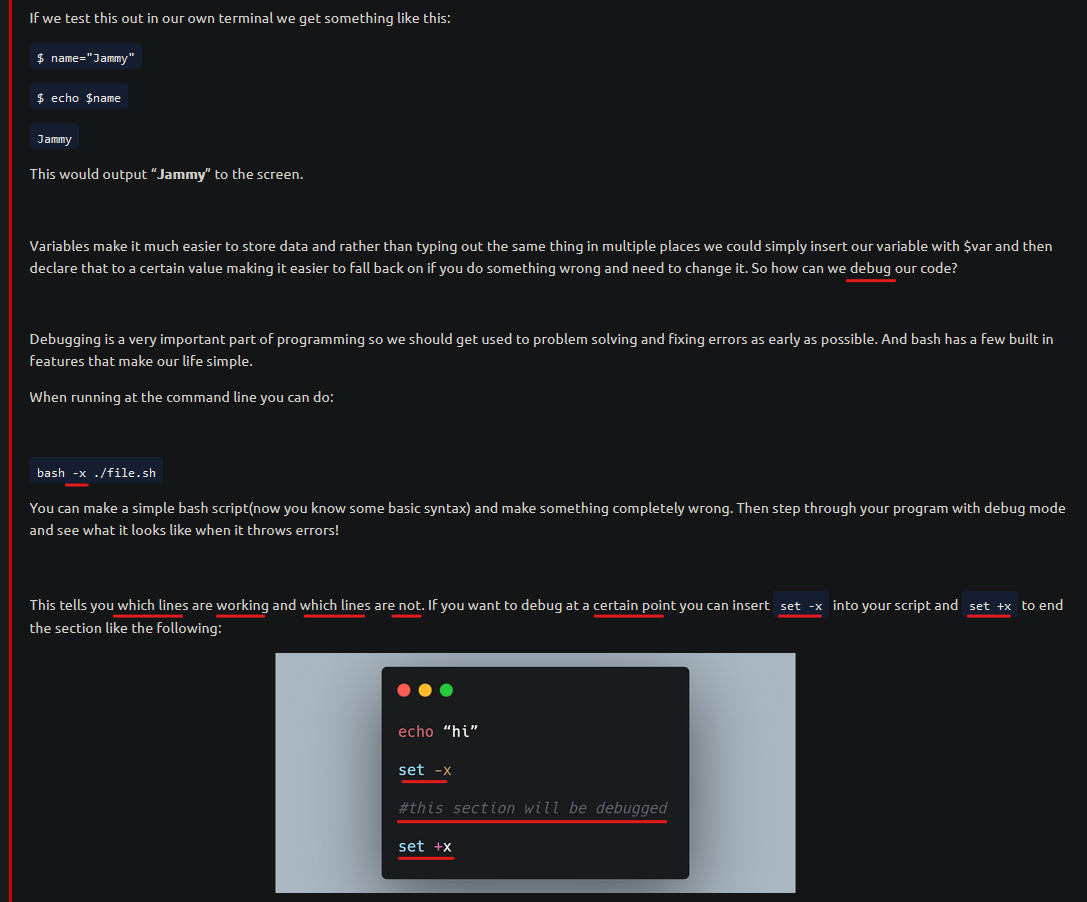 If we test this out in our own terminal we get something like this:
$ name="Jammy"
$ echo $name
Jammy
This would output “Jammy” to the screen.
Variables make it much easier to store data and rather than typing out the same thing in multiple places we could simply insert our variable with $var and then
declare that to a certain value making it easier to fall back on if you do something wrong and need to change it. So how can we debug our code?
Debugging is a very important part of programming so we should get used to problem solving and fixing errors as early as possible. And bash has a few built in
features that make our life simple.
When running at the command line you can do:
bash -x ./file.sh
You can make a simple bash script(now you know some basic syntax) and make something completely wrong. Then step through your program with debug mode
and see what it looks like when it throws errors!
This tells you which lines are working and which lines are not. If you want to debug at a certain point you can insert set -x into your script and set +x to end
the section like the following:
echo “hi”
set -x
#this section will be debugged
set +x